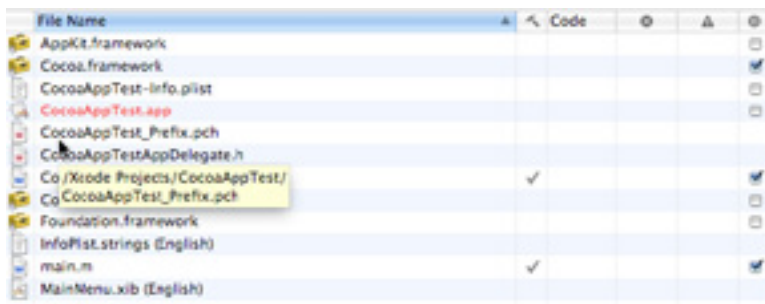 File Name Code
AppKit.framework
Cocoa.framework
CocoaAppTest-Info.plist
CocoaAppTest.app
CocoaAppTest_Prefix.pch
CocoaAppTestAppDelegate.h
Co
/Xcode Projects/CocoaAppTest/
Co
CocoaAppTest_Prefix.pch
Foundation.framework
InfoPlist.strings (English)
main.m
MainMenu.xib (English)